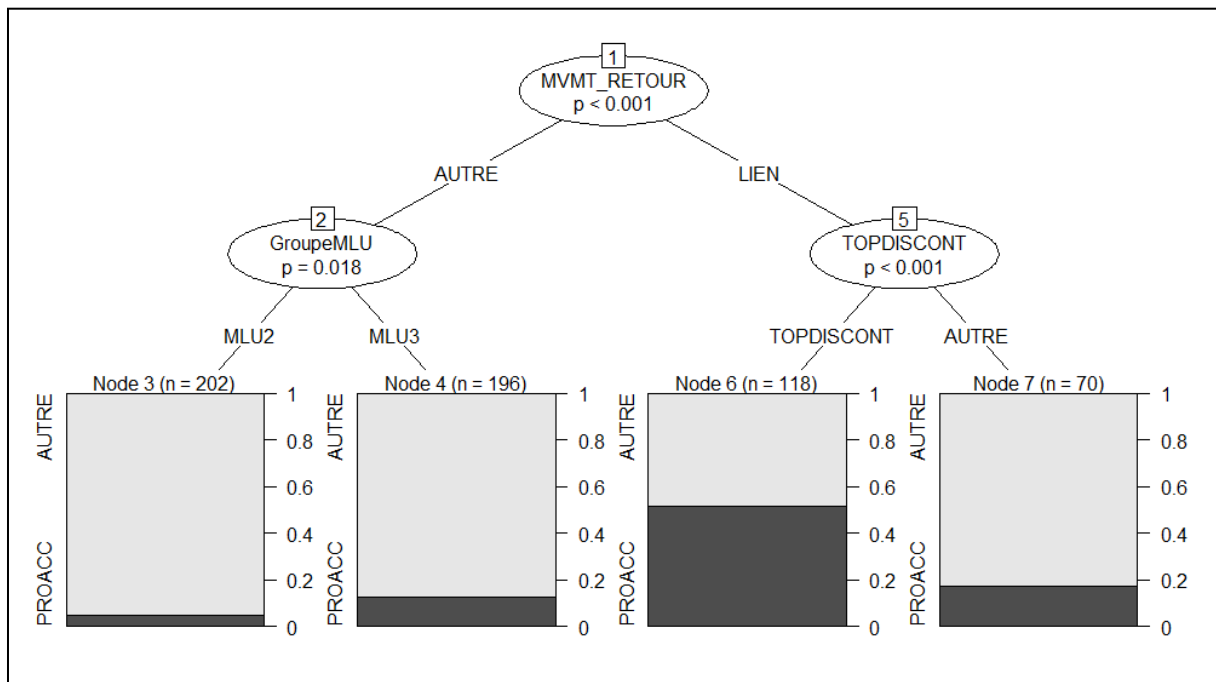 1
MVMT_RETOUR
p < 0.001
AUTRE
LIEN
2
GroupeMLU
p = 0.018
5
TOPDISCONT
p < 0.001
MLU2
MLU3
TOPDISCONT
AUTRE
Node 3 (n = 202)
AUTRE
PROACC
1
0.8
0.6
0.4
0.2
0
Node 4 (n = 196)
AUTRE
PROACC
1
0.8
0.6
0.4
0.2
0
Node 6 (n = 118)
AUTRE
PROACC
1
0.8
0.6
0.4
0.2
0
Node 7 (n = 70)
AUTRE
PROACC
1
0.8
0.6
0.4
0.2
0